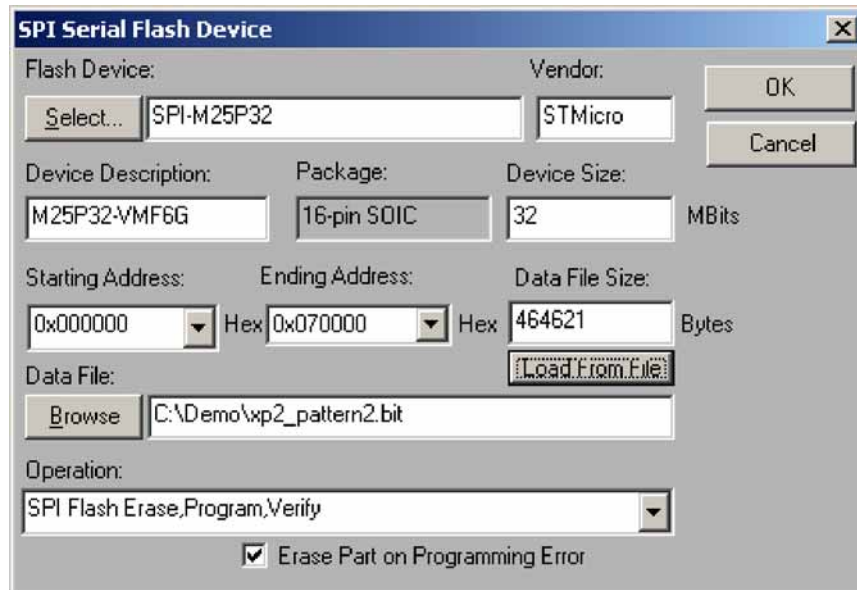 SPI Serial Flash Device
Flash Device:
Vendor:
Select...
SPI-M25P32
STMicro
OK
Cancel
Device Description:
Package:
Device Size:
M25P32-VMF6G
16-pin SOIC
32
MBits
Starting Address:
Ending Address:
Data File Size:
0x000000
Hex
0x070000
Hex
464621
Bytes
Load From File
Data File:
Browse
C:\Demo\xp2_pattern2.bit
Operation:
SPI Flash Erase,Program,Verify
Erase Part on Programming Error